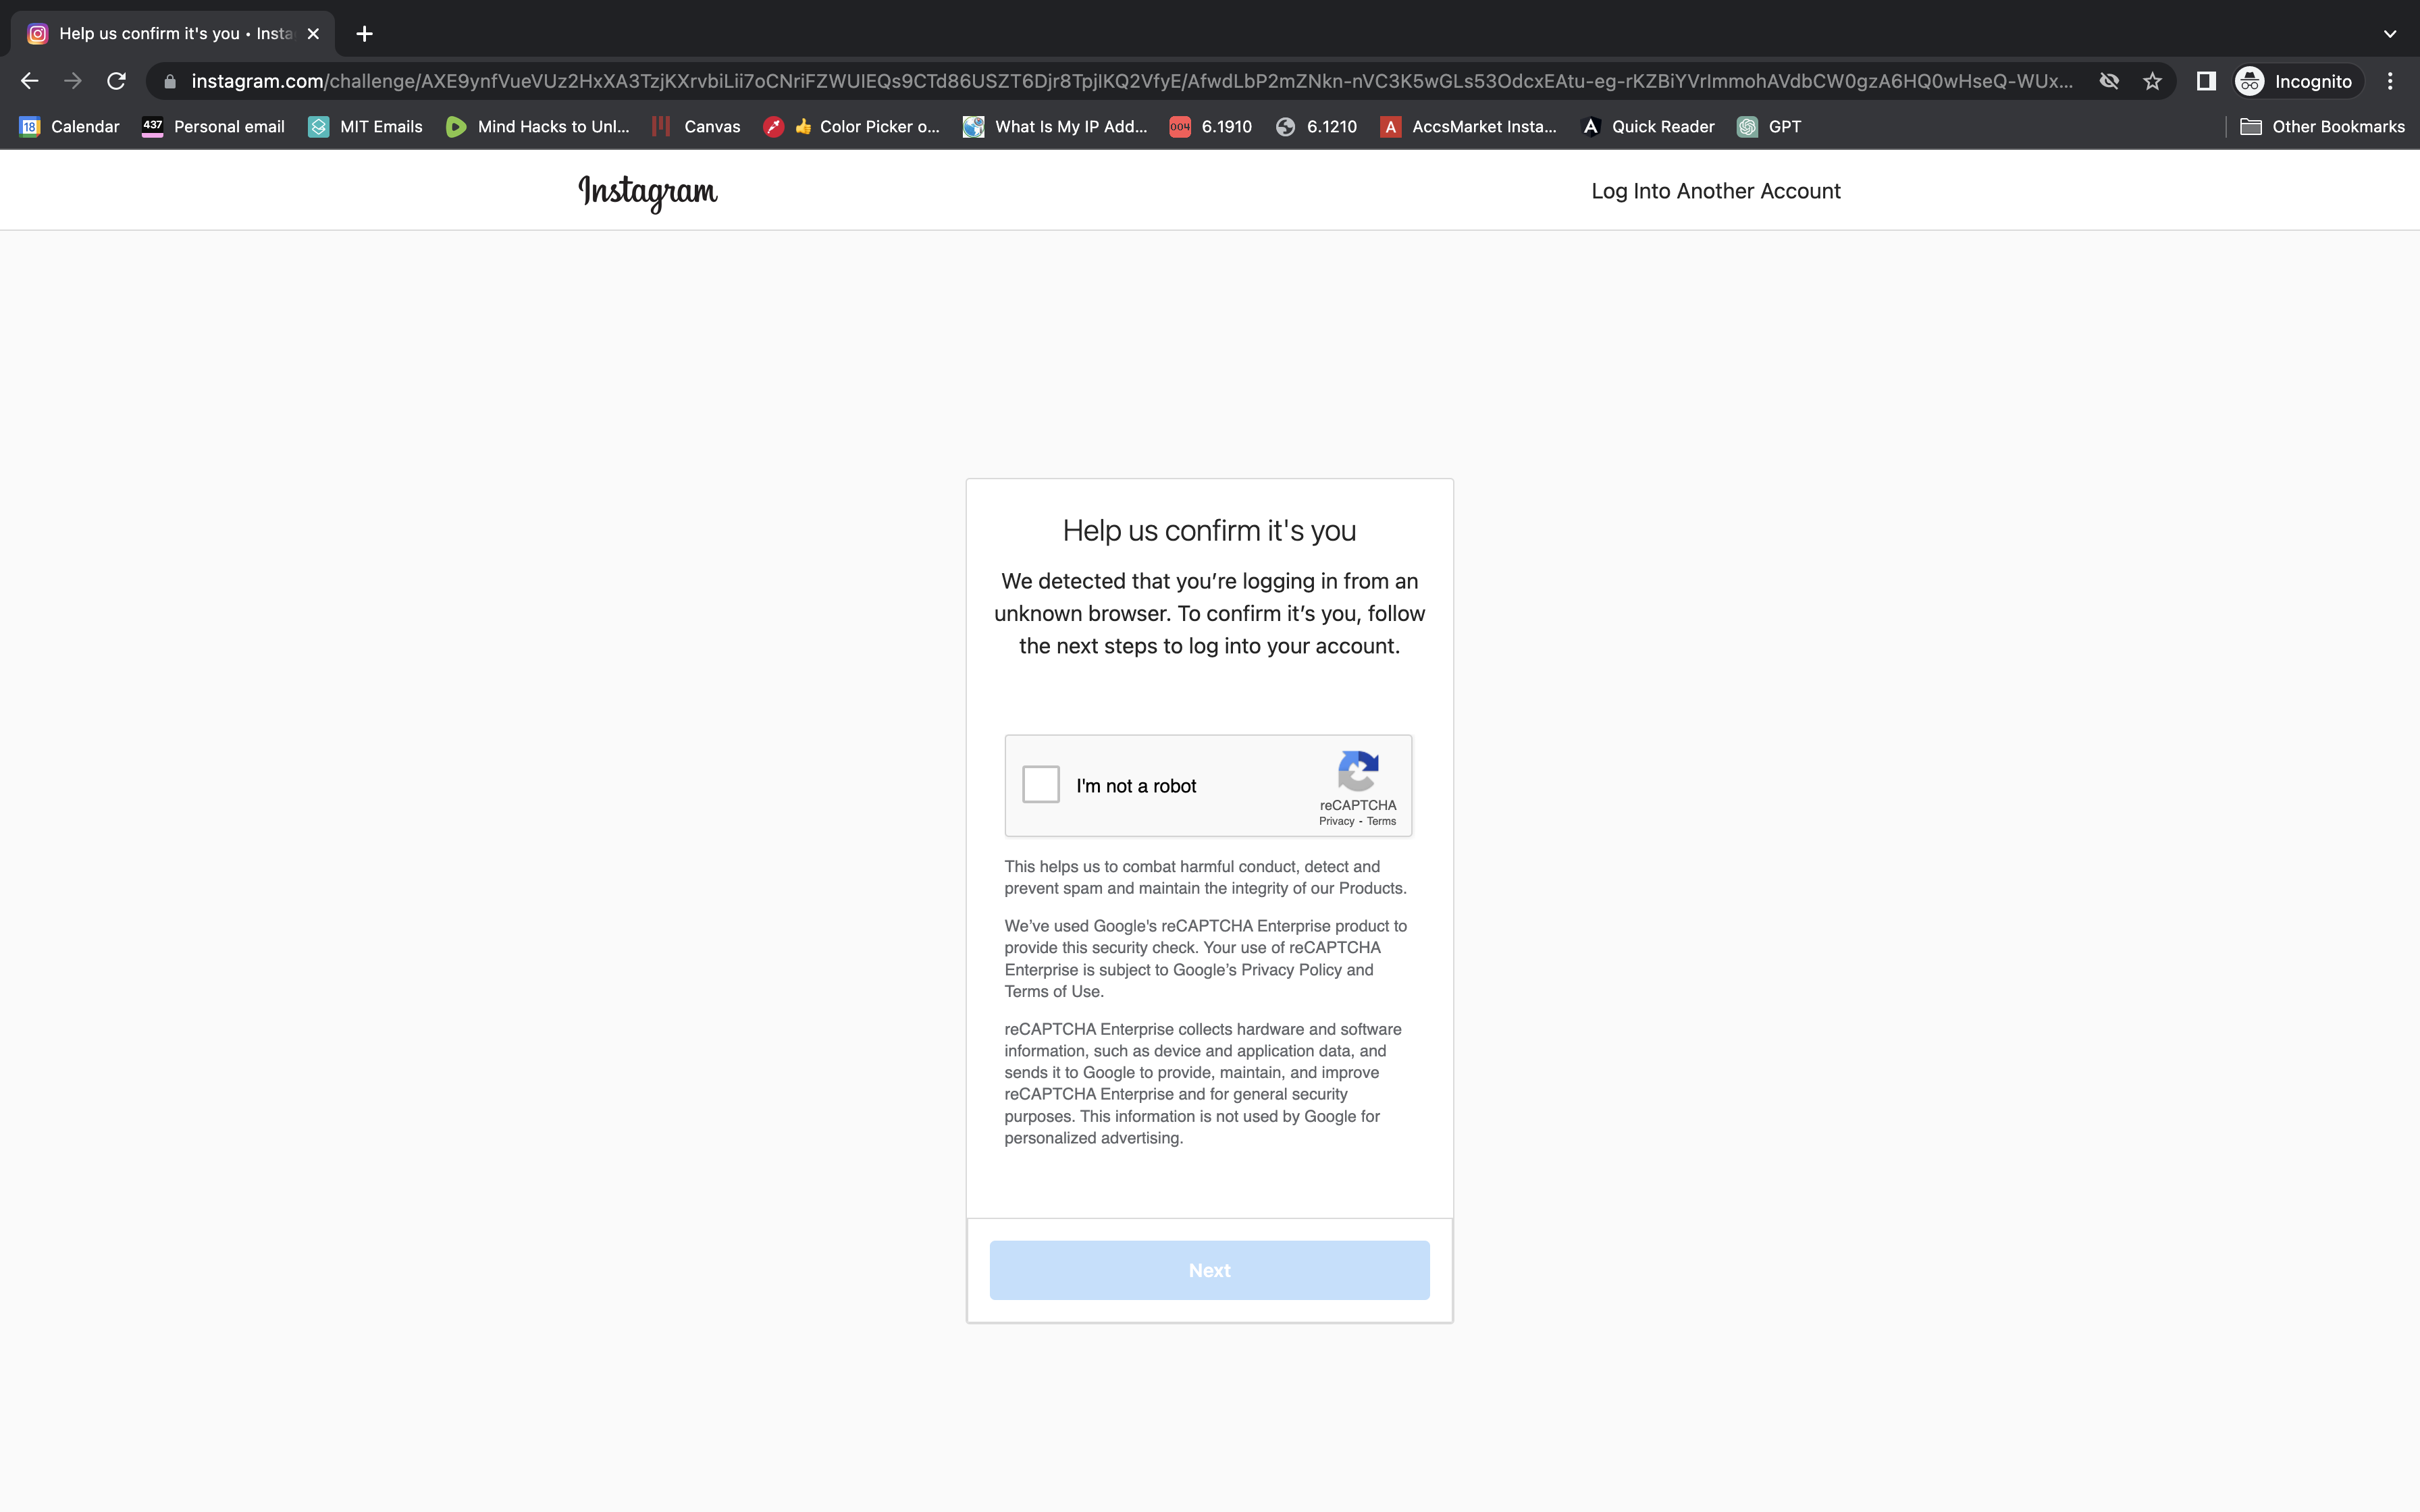 Help us confirm it's you • Insta
instagram.com/challenge/AXE9ynfVueVUz2HxXA3TzjKXrvbiLii7oCNriFZWUIEQs9CTd86USZT6Djr8TpjIKQ2VfyE/AfwdLbP2mZNkn-nVC3K5wGLs53OdcxEAtu-eg-rKZBiYVrImmohAVdbCW0gzA6HQ0wHseQ-WUx... Incognito
18 Calendar 437 Personal email MIT Emails Mind Hacks to Unl... Canvas 👍 Color Picker o... What Is My IP Add... 004 6.1910 6.1210 A AccsMarket Insta... Quick Reader GPT Other Bookmarks
Instagram Log Into Another Account
Help us confirm it's you
We detected that you’re logging in from an
unknown browser. To confirm it’s you, follow
the next steps to log into your account.
I'm not a robot
reCAPTCHA
Privacy - Terms
This helps us to combat harmful conduct, detect and
prevent spam and maintain the integrity of our Products.
We’ve used Google's reCAPTCHA Enterprise product to
provide this security check. Your use of reCAPTCHA
Enterprise is subject to Google’s Privacy Policy and
Terms of Use.
reCAPTCHA Enterprise collects hardware and software
information, such as device and application data, and
sends it to Google to provide, maintain, and improve
reCAPTCHA Enterprise and for general security
purposes. This information is not used by Google for
personalized advertising.
Next